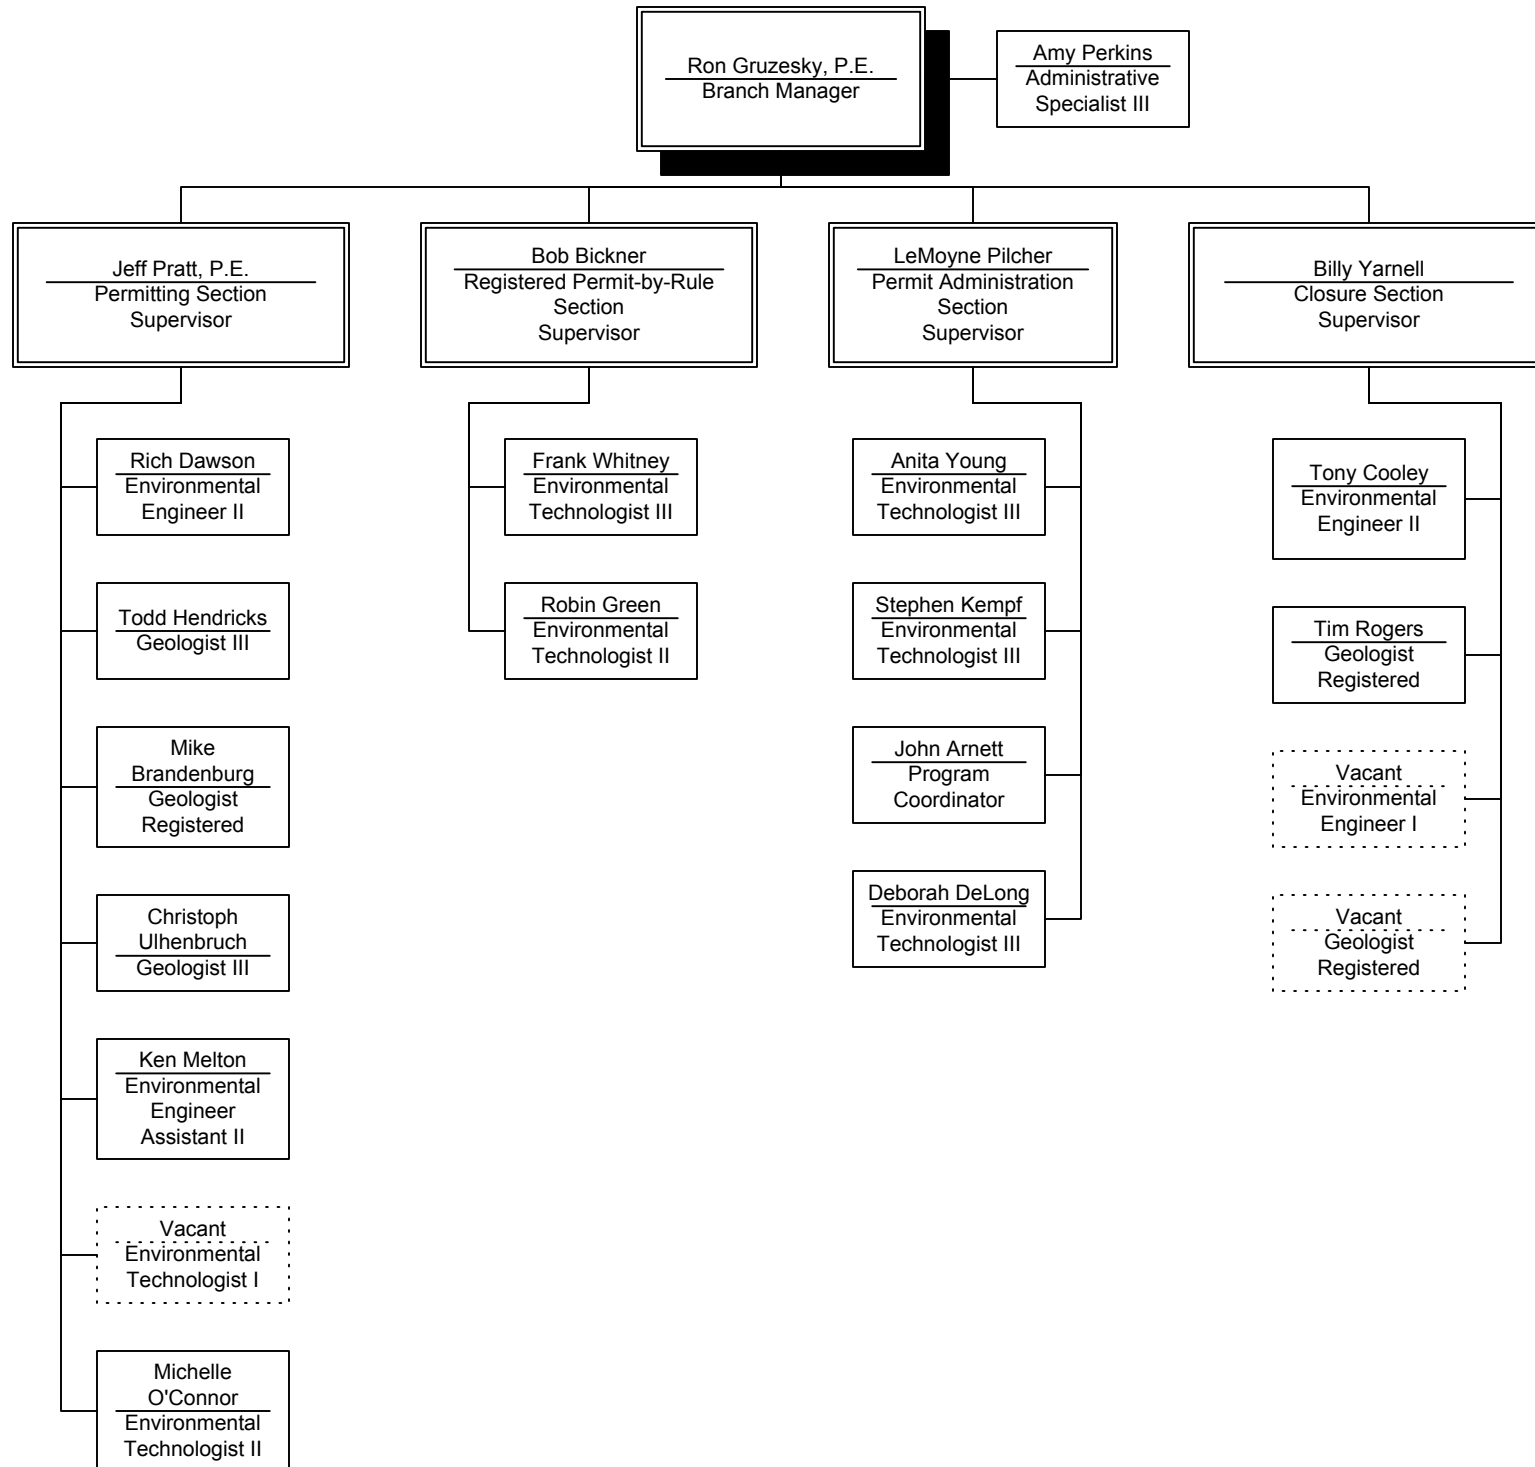 Ron Gruzesky, P.E.
Branch Manager
Amy Perkins
Administrative
Specialist III
Jeff Pratt, P.E.
Permitting Section
Supervisor
Bob Bickner
Registered Permit-by-Rule
Section
Supervisor
LeMoyne Pilcher
Permit Administration
Section
Supervisor
Billy Yarnell
Closure Section
Supervisor
Rich Dawson
Environmental
Engineer II
Todd Hendricks
Geologist III
Mike
Brandenburg
Geologist
Registered
Christoph
Ulhenbruch
Geologist III
Ken Melton
Environmental
Engineer
Assistant II
Vacant
Environmental
Technologist I
Michelle
O'Connor
Environmental
Technologist II
Frank Whitney
Environmental
Technologist III
Robin Green
Environmental
Technologist II
Anita Young
Environmental
Technologist III
Stephen Kempf
Environmental
Technologist III
John Arnett
Program
Coordinator
Deborah DeLong
Environmental
Technologist III
Tony Cooley
Environmental
Engineer II
Tim Rogers
Geologist
Registered
Vacant
Environmental
Engineer I
Vacant
Geologist
Registered